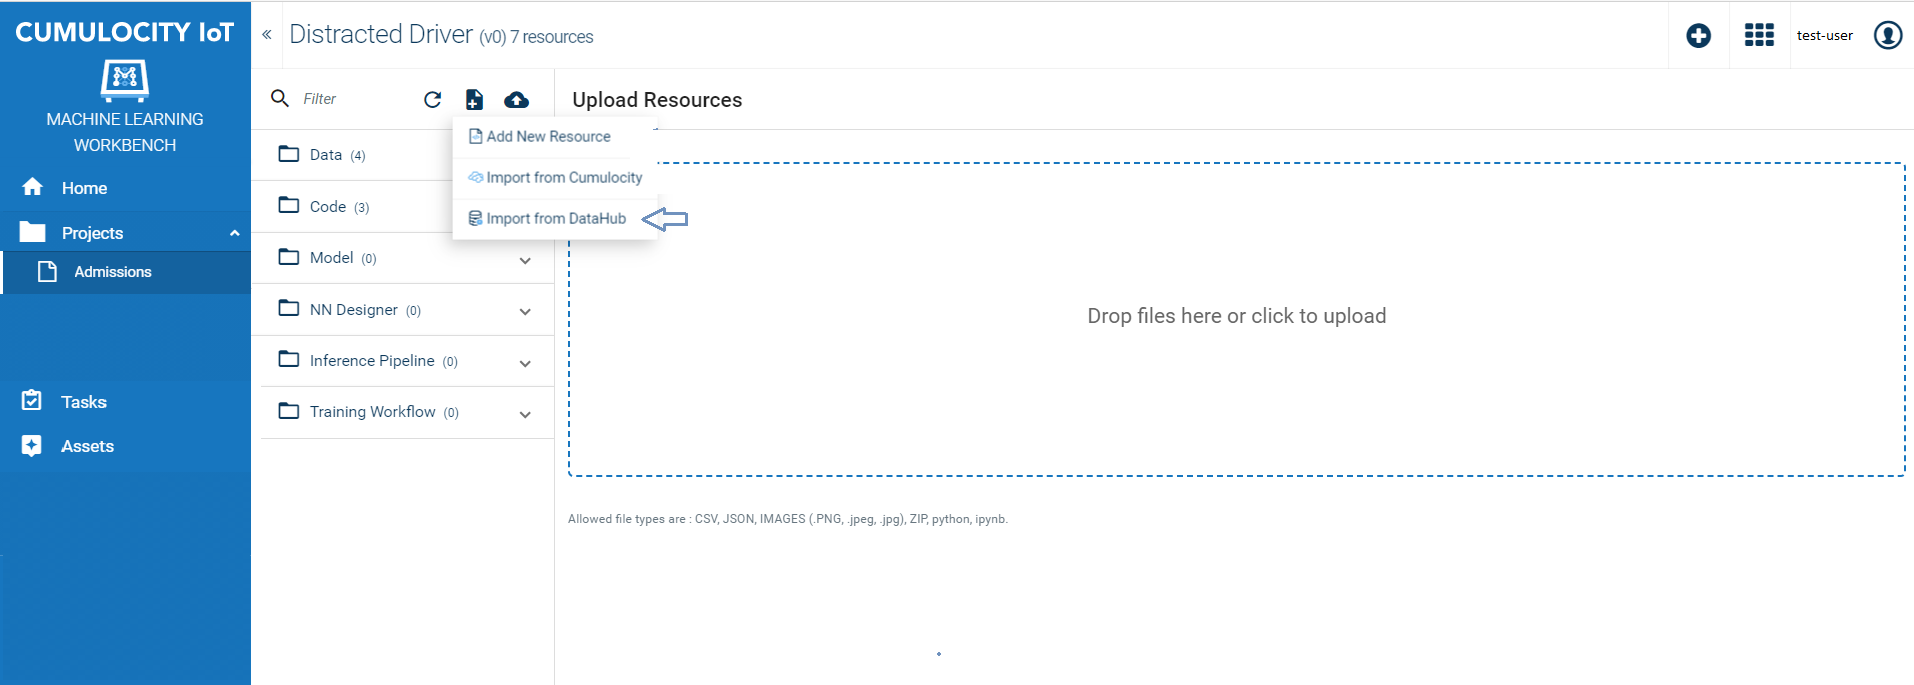 CUMULOCITY IoT
MACHINE LEARNING
WORKBENCH
Home
Projects
Admissions
Tasks
Assets
Distracted Driver (v0) 7 resources
test-user
Filter
Add New Resource
Import from Cumulocity
Import from DataHub
Data (4)
Code (3)
Model (0)
NN Designer (0)
Inference Pipeline (0)
Training Workflow (0)
Upload Resources
Drop files here or click to upload
Allowed file types are : CSV, JSON, IMAGES (.PNG, .jpeg, .jpg), ZIP, python, ipynb.